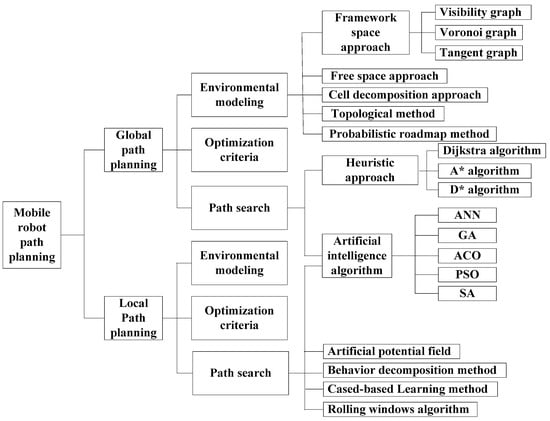 Mobile
robot
path
planning
Global
path
planning
Local
Path
planning
Environmental
modeling
Optimization
criteria
Path search
Environmental
modeling
Optimization
criteria
Path search
Framework
space
approach
Free space approach
Cell decomposition approach
Topological method
Probabilistic roadmap method
Heuristic
approach
Artificial
intelligence
algorithm
Artificial potential field
Behavior decomposition method
Cased-based Learning method
Rolling windows algorithm
Visibility graph
Voronoi graph
Tangent graph
Dijkstra algorithm
A* algorithm
D* algorithm
ANN
GA
ACO
PSO
SA